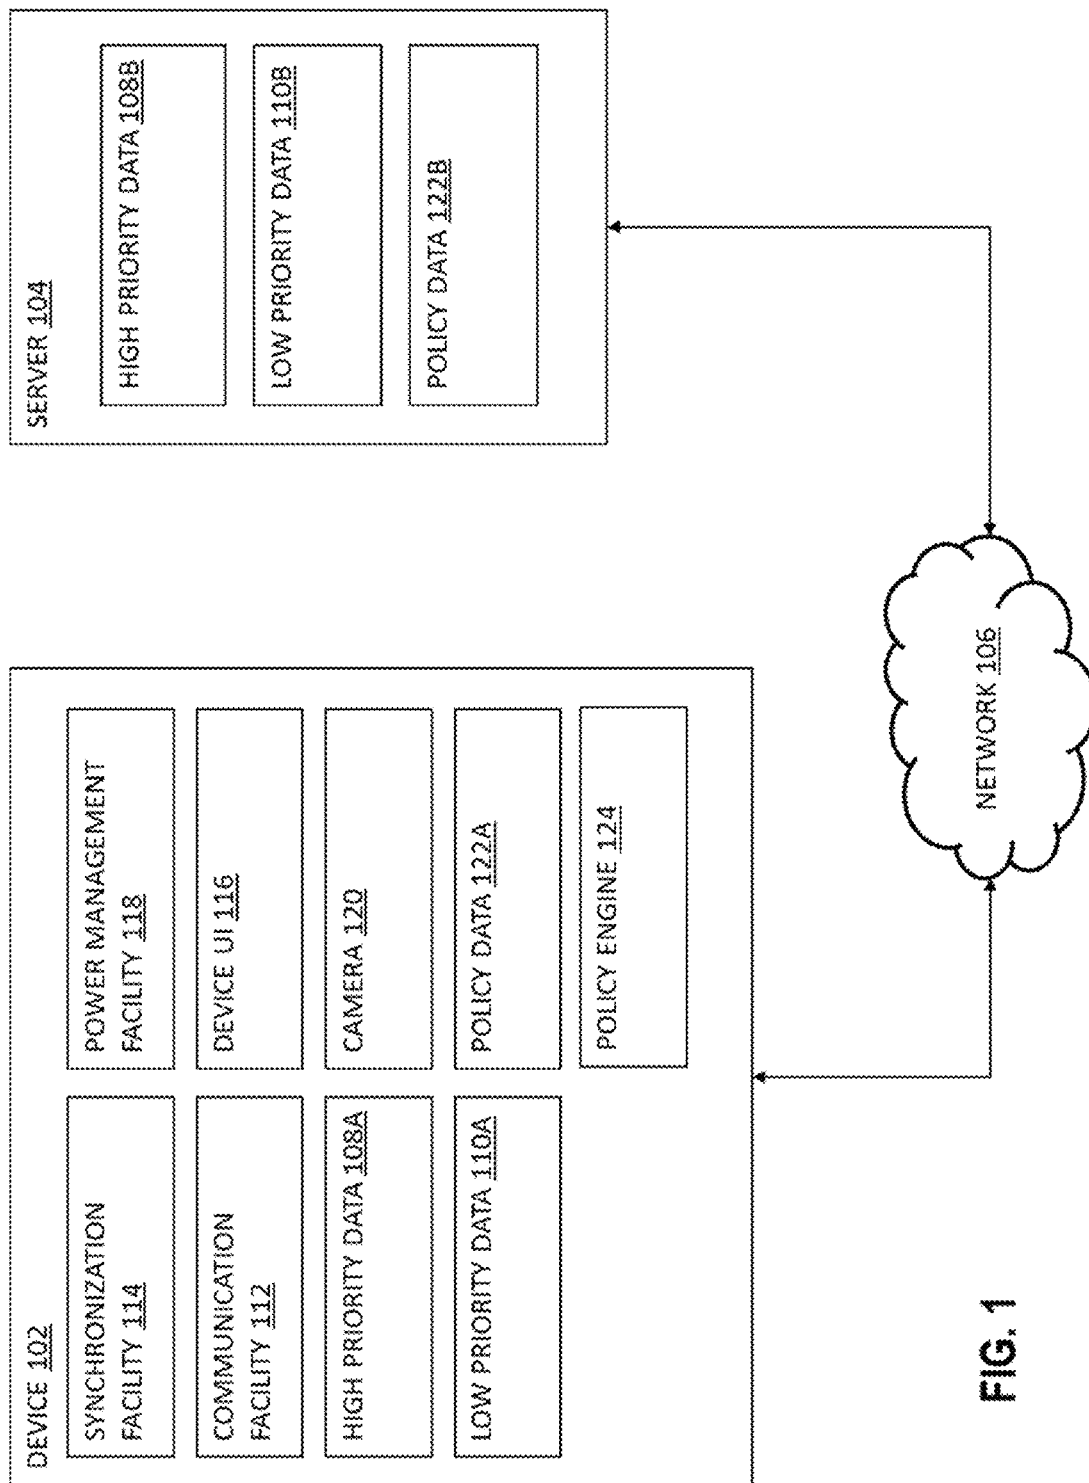 DEVICE 102
SYNCHRONIZATION
FACILITY 114
POWER MANAGEMENT
FACILITY 118
COMMUNICATION
FACILITY 112
DEVICE UI 116
HIGH PRIORITY DATA 108A
CAMERA 120
LOW PRIORITY DATA 110A
POLICY DATA 122A
POLICY ENGINE 124
SERVER 104
HIGH PRIORITY DATA 108B
LOW PRIORITY DATA 110B
POLICY DATA 122B
NETWORK 106
FIG. 1